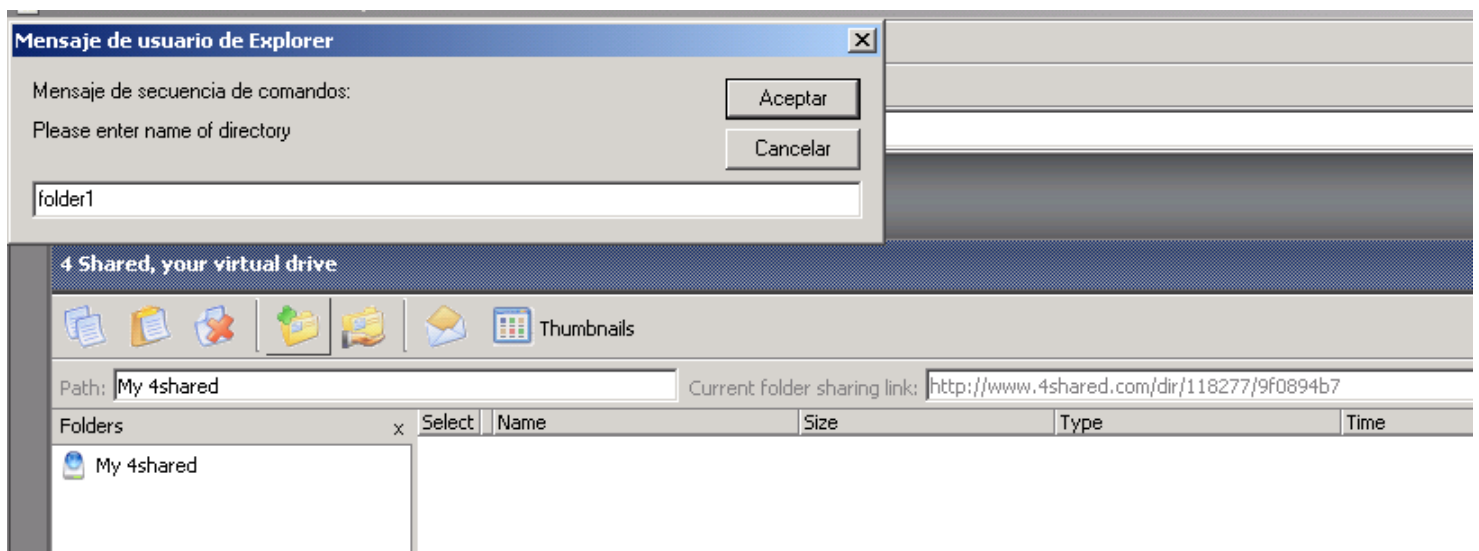 Mensaje de usuario de Explorer
Mensaje de secuencia de comandos:
Aceptar
Please enter name of directory
Cancelar
folder1
4 Shared, your virtual drive
Thumbnails
Path: My 4shared Current folder sharing link: http://www.4shared.com/dir/118277/9f0894b7
Folders x Select Name Size Type Time
My 4shared